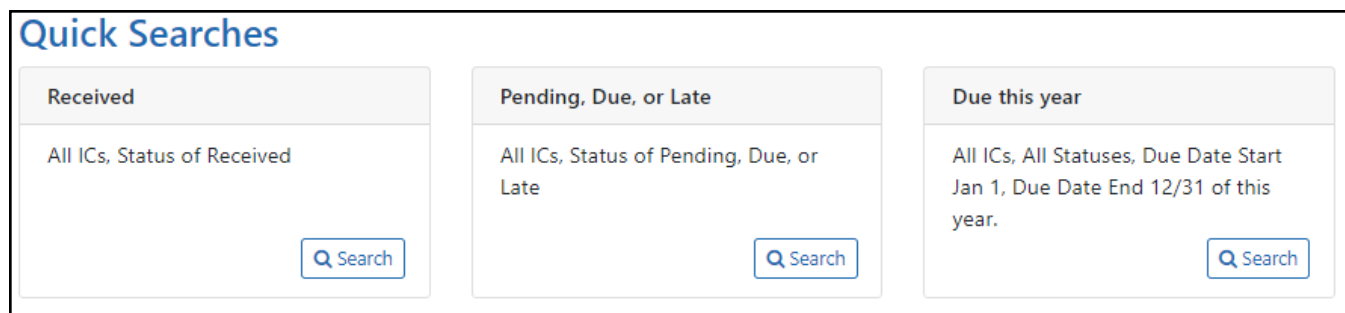 Quick Searches
Received
All ICs, Status of Received
Search
Pending, Due, or Late
All ICs, Status of Pending, Due, or
Late
Search
Due this year
All ICs, All Statuses, Due Date Start
Jan 1, Due Date End 12/31 of this
year.
Search